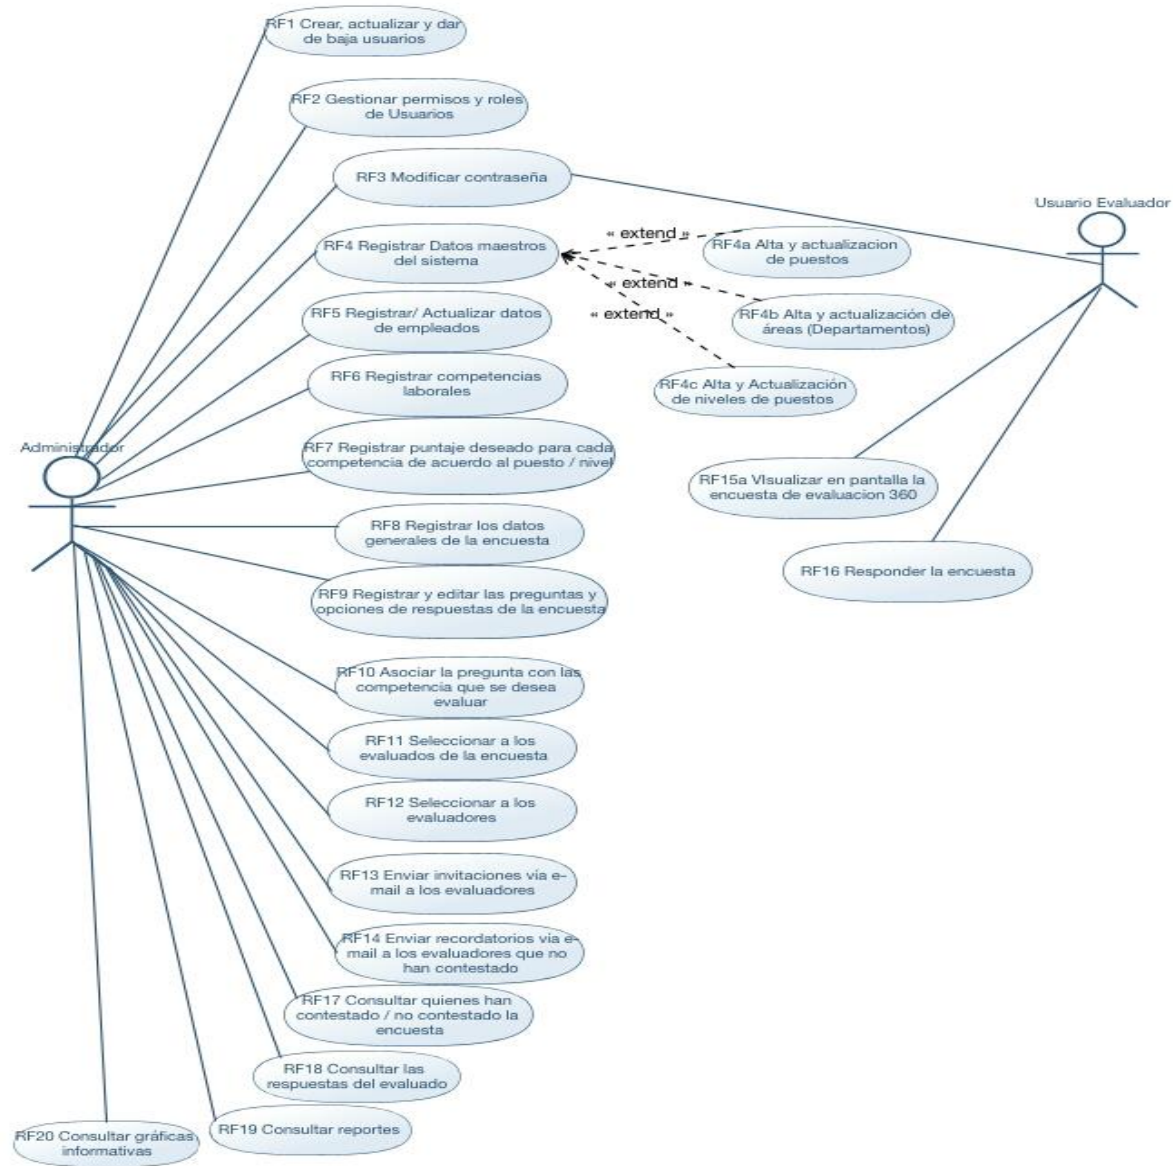 RF1 Crear, actualizar y dar
de baja usuarios
RF2 Gestionar permisos y roles
de Usuarios
RF3 Modificar contraseña
Usuario Evaluador
RF4 Registrar Datos maestros
del sistema
« extend »
RF4a Alta y actualizacion
de puestos
« extend »
RF4b Alta y actualización de
áreas (Departamentos)
« extend »
RF5 Registrar/ Actualizar datos
de empleados
RF6 Registrar competencias
laborales
RF4c Alta y Actualización
de niveles de puestos
Administrador
RF7 Registrar puntaje deseado para cada
competencia de acuerdo al puesto / nivel
RF15a VIsualizar en pantalla la
encuesta de evaluacion 360
RF8 Registrar los datos
generales de la encuesta
RF16 Responder la encuesta
RF9 Registrar y editar las preguntas y
opciones de respuestas de la encuesta
RF10 Asociar la pregunta con las
competencia que se desea
evaluar
RF11 Seleccionar a los
evaluados de la encuesta
RF12 Seleccionar a los
evaluadores
RF13 Enviar invitaciones vía e-
mail a los evaluadores
RF14 Enviar recordatorios via e-
mail a los evaluadores que no
han contestado
RF17 Consultar quienes han
contestado / no contestado la
encuesta
RF18 Consultar las
respuestas del evaluado
RF19 Consultar reportes
RF20 Consultar gráficas
informativas